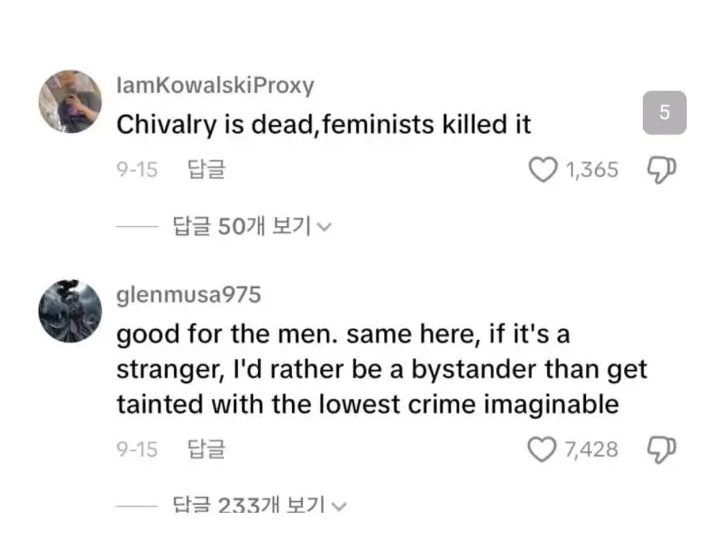 IamKowalskiProxy
Chivalry is dead,feminists killed it
5
9-15 답글 1,365
답글 50개 보기
glenmusa975
good for the men. same here, if it's a
stranger, I'd rather be a bystander than get
tainted with the lowest crime imaginable
9-15 답글 7,428
답글 233개 보기